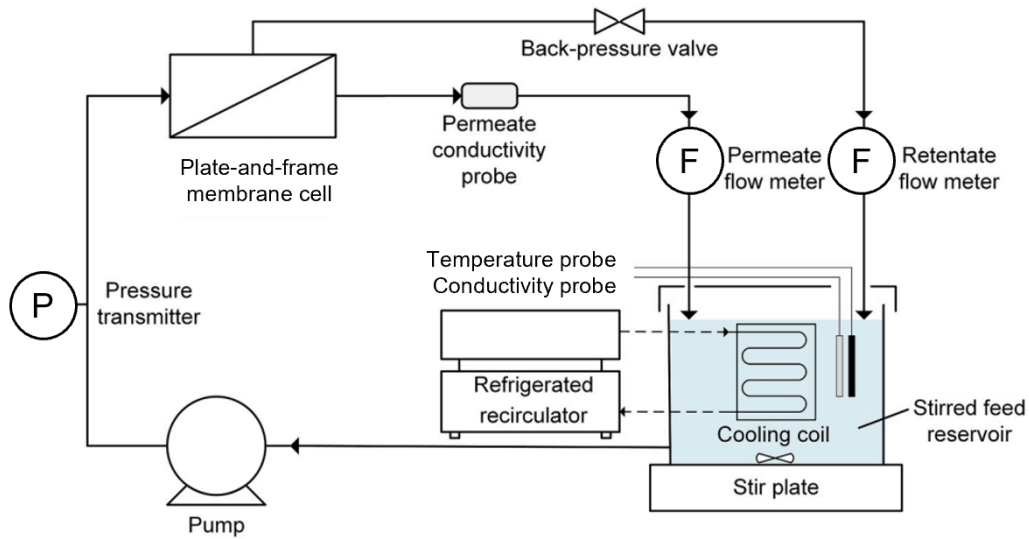 Back-pressure valve
Plate-and-frame
membrane cell
Permeate
conductivity
probe
F
Permeate
flow meter
F
Retentate
flow meter
P
Pressure
transmitter
Temperature probe
Conductivity probe
Refrigerated
recirculator
Cooling coil
Stirred feed
reservoir
Stir plate
Pump